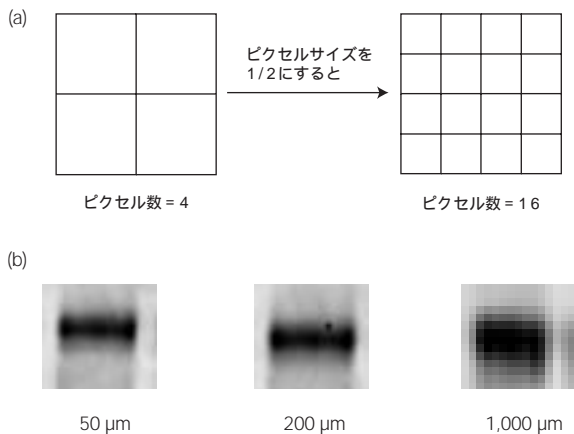 (a)
ピクセルサイズを
1/2にすると
ピクセル数 = 4
ピクセル数 = 16
(b)
50 µm
200 µm
1,000 µm